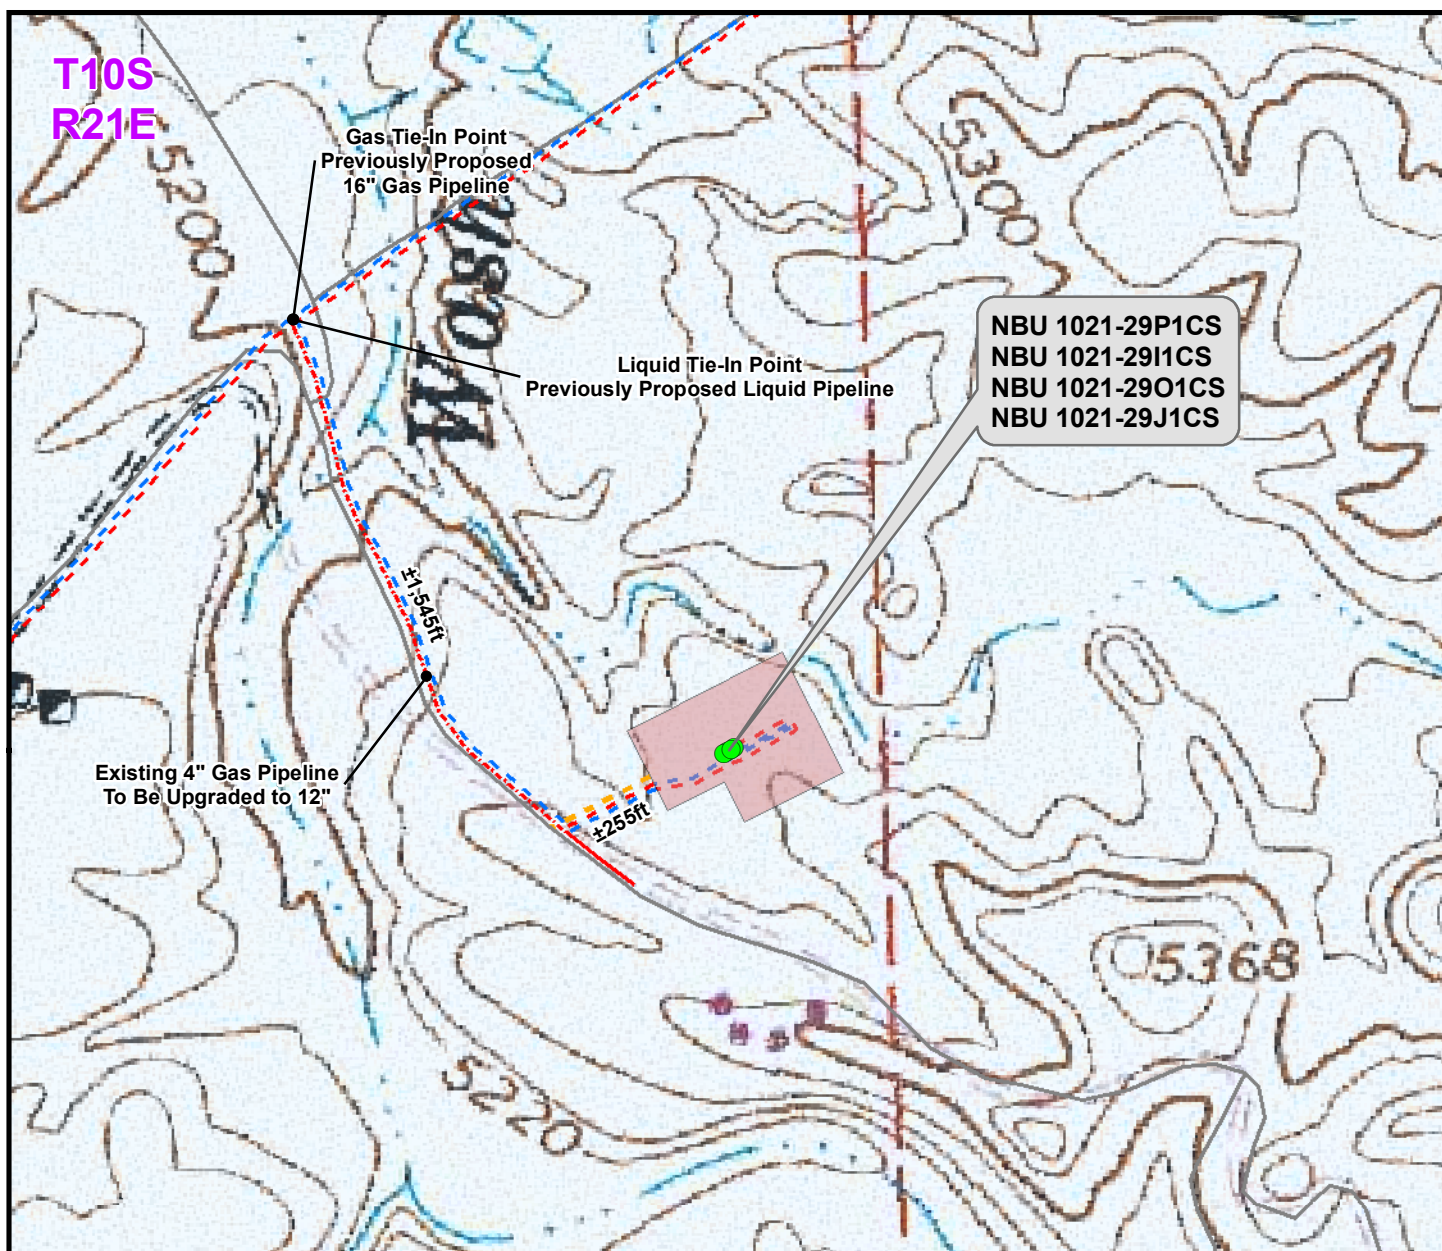 T10S
R21E
Gas Tie-In Point
Previously Proposed
16" Gas Pipeline
5200
5300
Liquid Tie-In Point
Previously Proposed Liquid Pipeline
NBU 1021-29P1CS
NBU 1021-29I1CS
NBU 1021-29O1CS
NBU 1021-29J1CS
±1,545ft
Existing 4" Gas Pipeline
To Be Upgraded to 12"
±255ft
5368
5220